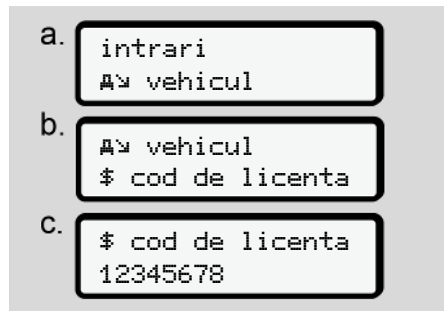 a.
intrari
vehicul
b.
vehicul
$ cod de licenta
c.
$ cod de licenta
12345678